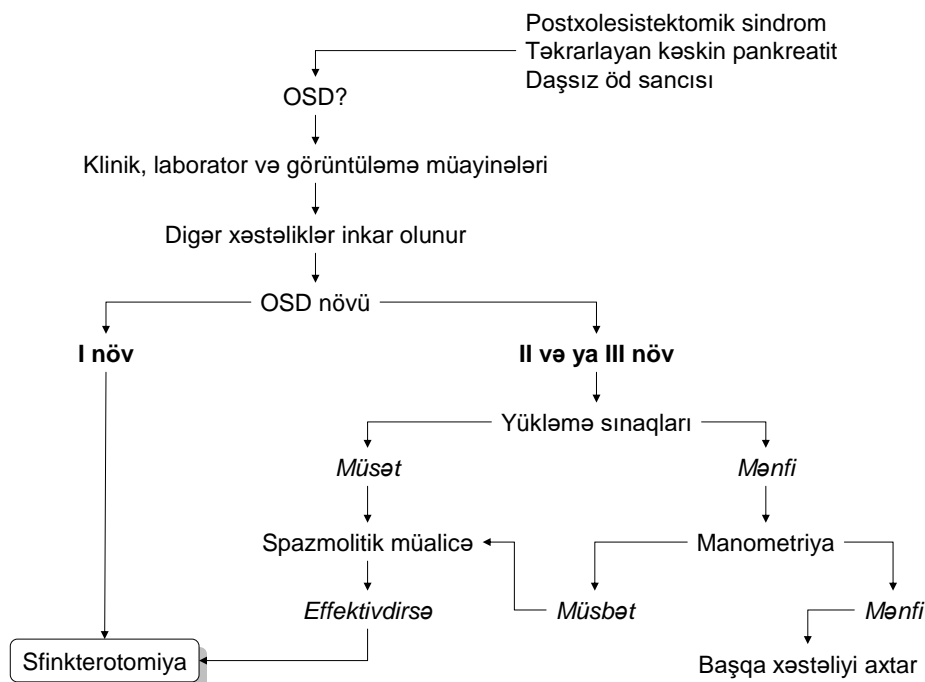 Postxolesistektomik sindrom
Təkrarlayan kəskin pankreatit
Daşsız öd sancısı
OSD?
Klinik, laborator və görüntüləmə müayinələri
Digər xəstəliklər inkar olunur
OSD növü
I növ
II və ya III növ
Yükləmə sınaqları
Müsət
Mənfi
Spazmolitik müalicə
Manometriya
Effektivdirsə
Müsbət
Mənfi
Sfinkterotomiya
Başqa xəstəliyi axtar